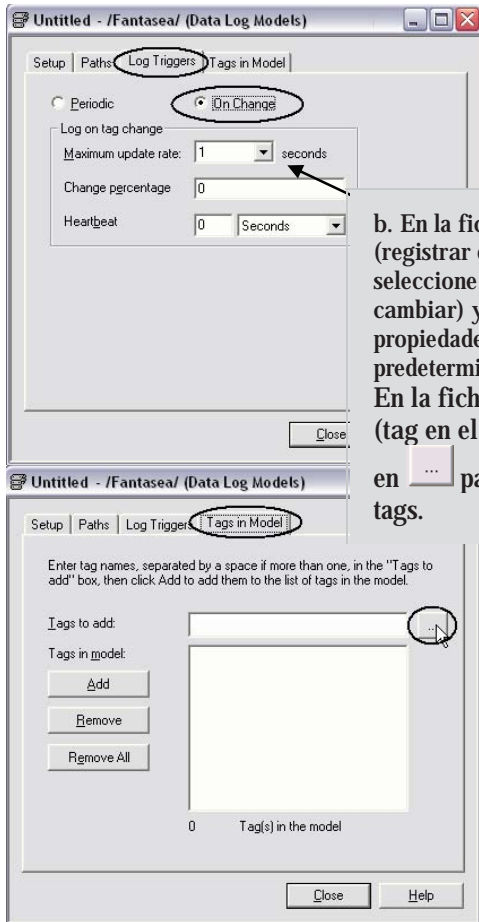 Untitled - /Fantasea/ (Data Log Models)
Setup Paths Log Triggers Tags in Model
Periodic On Change
Log on tag change
Maximum update rate: 1 seconds
Change percentage 0
Heartbeat 0 Seconds
Close
b. En la
(registrar
seleccione
cambiar) y
En la
(tag en el
en ...
tags.
Untitled - /Fantasea/ (Data Log Models)
Setup Paths Log Triggers Tags in Model
Enter tag names, separated by a space if more than one, in the "Tags to
add" box, then click Add to add them to the list of tags in the model.
Tags to add: ...
Tags in model:
Add
Remove
Remove All
0 Tag(s) in the model
Close Help